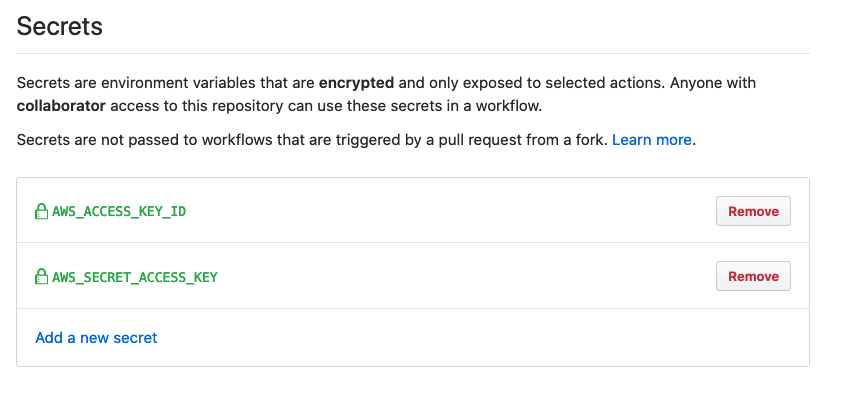 Secrets
Secrets are environment variables that are encrypted and only exposed to selected actions. Anyone with
collaborator access to this repository can use these secrets in a workflow.
Secrets are not passed to workflows that are triggered by a pull request from a fork. Learn more.
AWS_ACCESS_KEY_ID Remove
AWS_SECRET_ACCESS_KEY Remove
Add a new secret